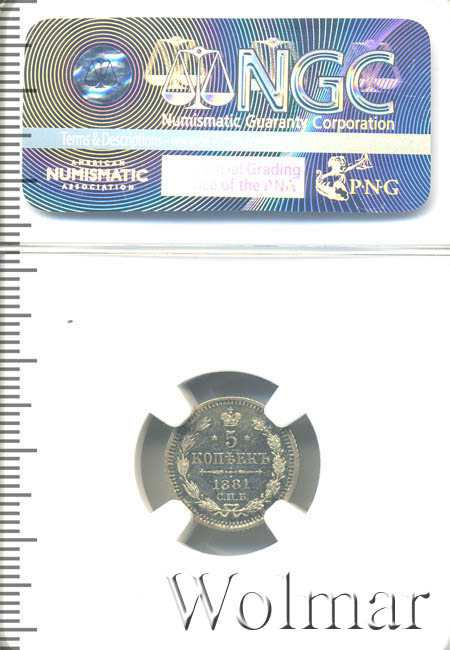 NGC
Numismatic Guaranty Corporation
Terms & Descriptions
AMERICAN
NUMISMATIC
ASSOCIATION
Official Grading
Service of the ANA
PNG
5
КОПѢЕКЪ
1881
С.П.Б.
Wolmar